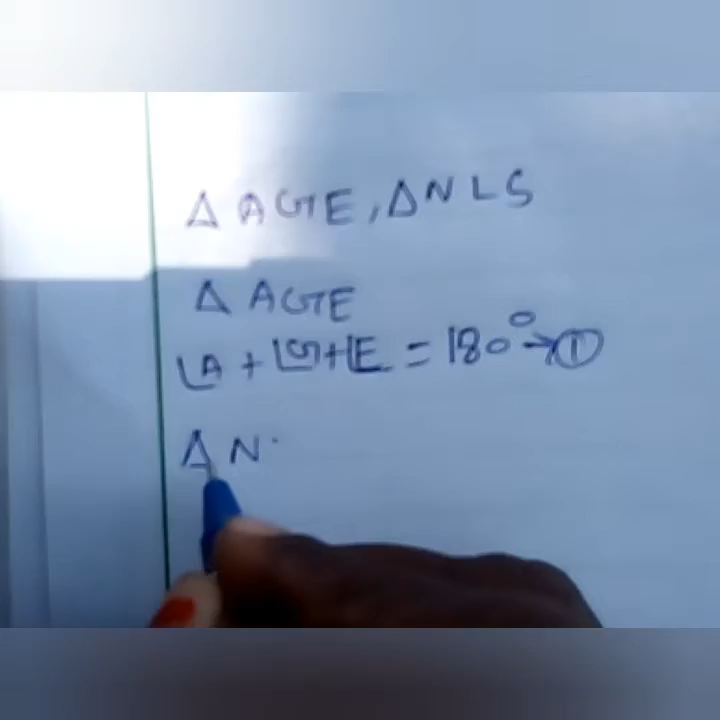 Δ AGE, Δ NLS
Δ AGE
∠A + ∠G + ∠E = 180° → ①
Δ N